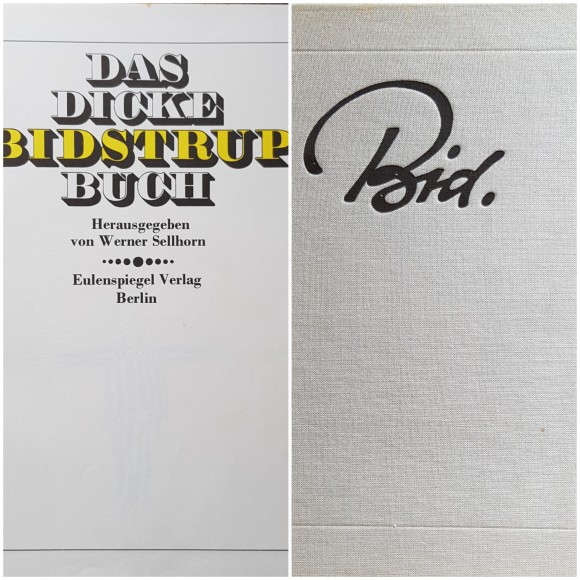 DAS
DICKE
BIDSTRUP
BUCH
Herausgegeben
von Werner Sellhorn
Eulenspiegel Verlag
Berlin
Bid.